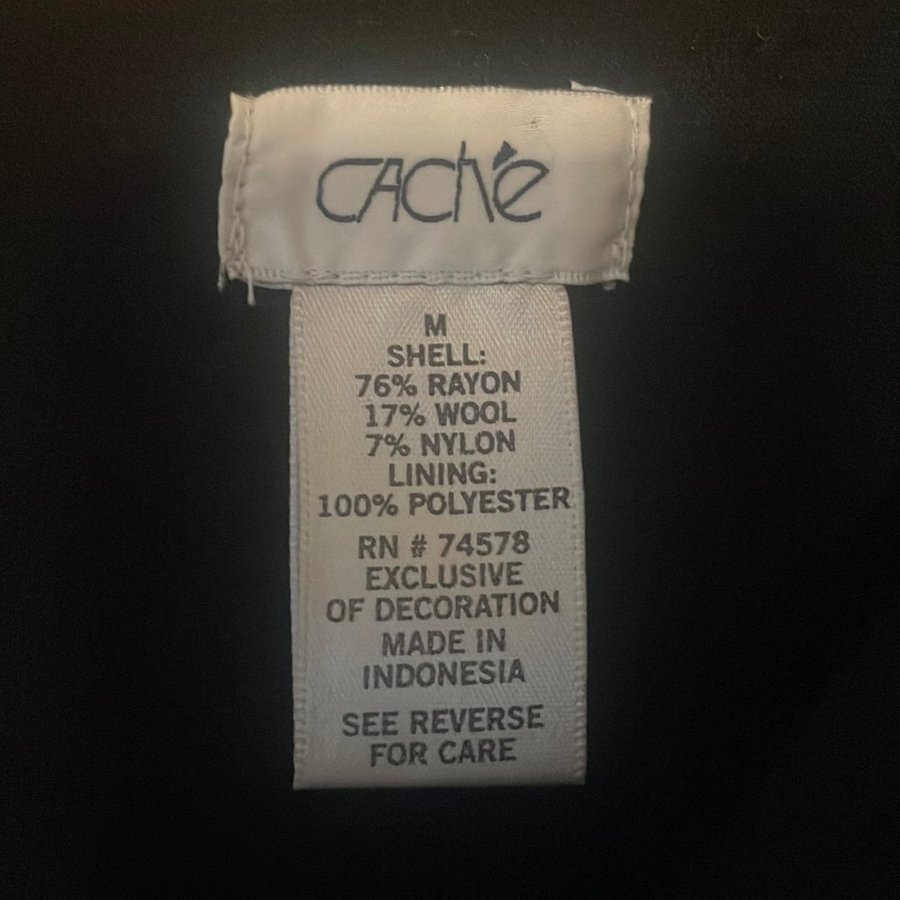 CACHÉ
M
SHELL:
76% RAYON
17% WOOL
7% NYLON
LINING:
100% POLYESTER
RN # 74578
EXCLUSIVE
OF DECORATION
MADE IN
INDONESIA
SEE REVERSE
FOR CARE